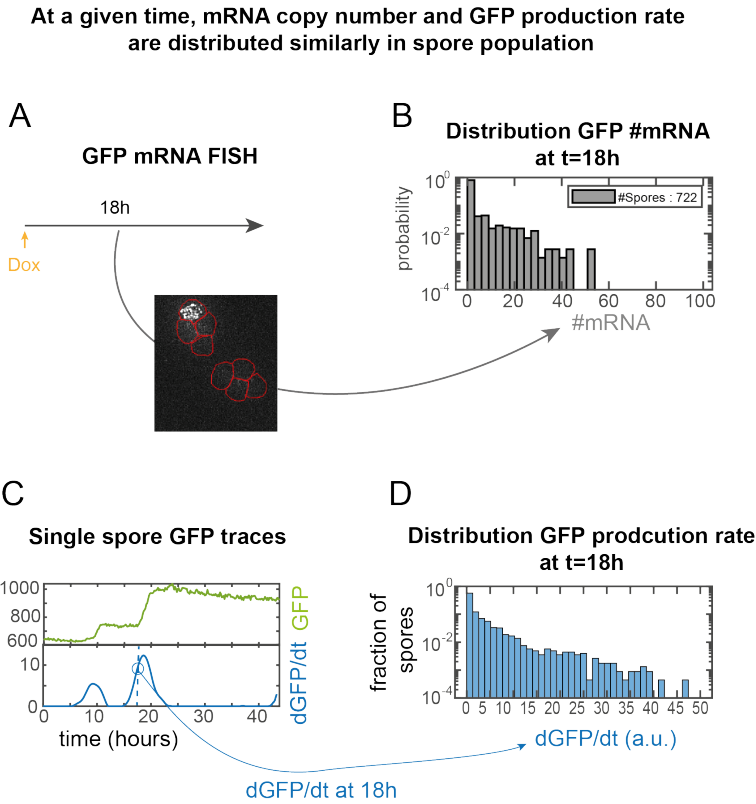 At a given time, mRNA copy number and GFP production rate
are distributed similarly in spore population
A
GFP mRNA FISH
18h
Dox
B
Distribution GFP #mRNA
at t=18h
probability
10^0
10^-2
10^-4
#Spores : 722
0 20 40 60 80 100
#mRNA
C
Single spore GFP traces
1000
800
600
GFP
10
0
dGFP/dt
0 10 20 30 40
time (hours)
dGFP/dt at 18h
D
Distribution GFP prodcution rate
at t=18h
fraction of
spores
10^0
10^-2
10^-4
0 5 10 15 20 25 30 35 40 45 50
dGFP/dt (a.u.)